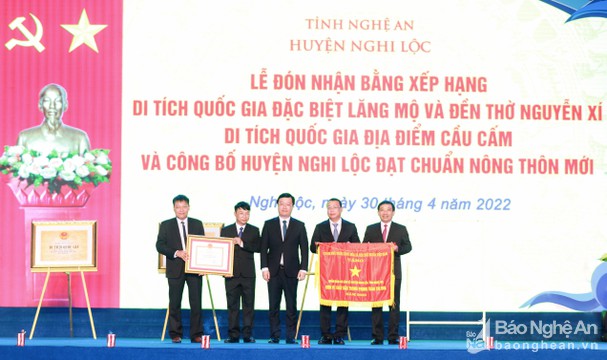 TỈNH NGHỆ AN
HUYỆN NGHI LỘC
LỄ ĐÓN NHẬN BẰNG XẾP HẠNG
DI TÍCH QUỐC GIA ĐẶC BIỆT LĂNG MỘ VÀ ĐỀN THỜ NGUYỄN XÍ
DI TÍCH QUỐC GIA ĐỊA ĐIỂM CẦU CẤM
VÀ CÔNG BỐ HUYỆN NGHI LỘC ĐẠT CHUẨN NÔNG THÔN MỚI
Nghi Lộc, ngày 30 tháng 4 năm 2022
Báo Nghệ An
baonghean.vn